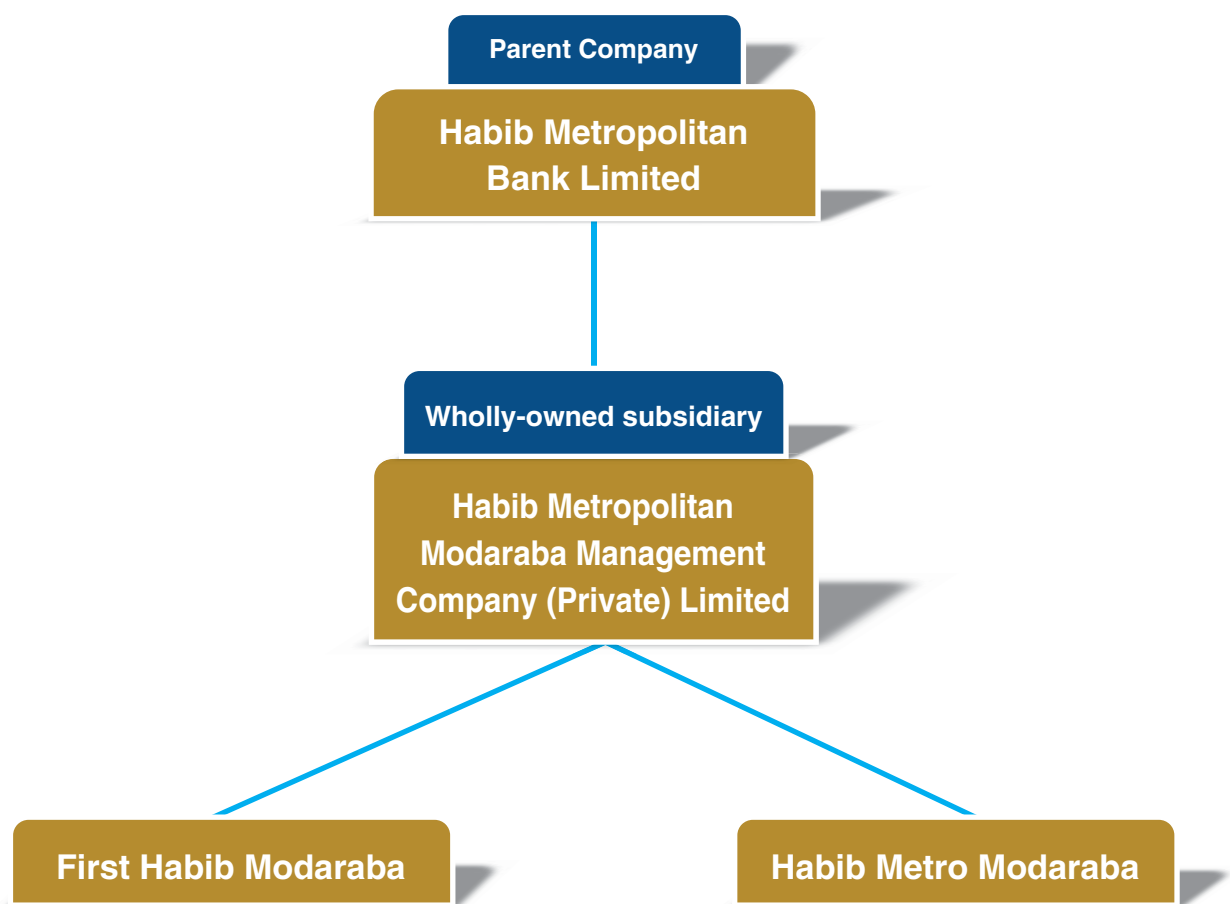 Parent Company
Habib Metropolitan
Bank Limited
Wholly-owned subsidiary
Habib Metropolitan
Modaraba Management
Company (Private) Limited
First Habib Modaraba
Habib Metro Modaraba